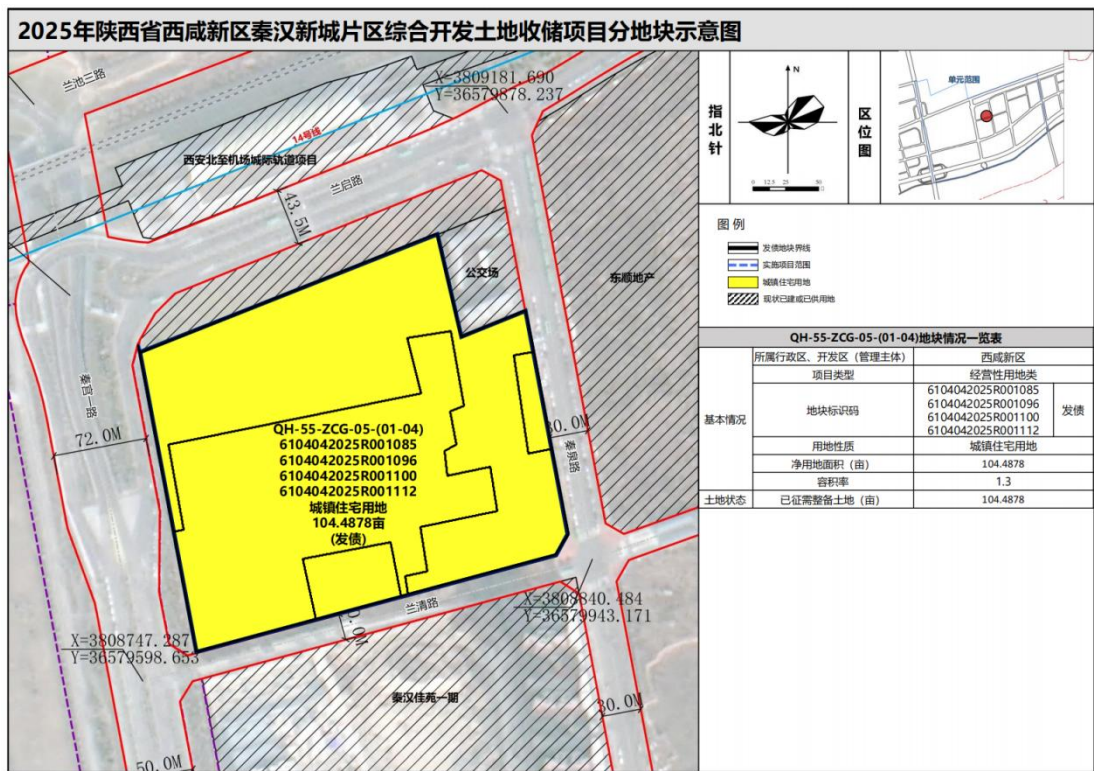 2025年陕西省西咸新区秦汉新城片区综合开发土地收储项目分地块示意图
兰池三路
X=3809181.690
Y=36579878.237
14号线
西安北至机场城际轨道项目
兰启路
43.5M
公交场
东顺地产
秦宫一路
72.0M
QH-55-ZCG-05-(01-04)
6104042025R001085
6104042025R001096
6104042025R001100
6104042025R001112
城镇住宅用地
104.4878亩
(发债)
30.0M
秦泉路
兰清路
X=3808840.484
Y=36579943.171
X=3808747.287
Y=36579598.653
秦汉佳苑一期
30.0M
50.0M
指北针
N
0 12.5 25 50
区位图
单元范围
图 例
发债地块界线
实施项目范围
城镇住宅用地
现状已建或已供用地
QH-55-ZCG-05-(01-04)地块情况一览表
基本情况
所属行政区、开发区（管理主体） 西咸新区
项目类型 经营性用地类
地块标识码
6104042025R001085
6104042025R001096
6104042025R001100
6104042025R001112
发债
用地性质 城镇住宅用地
净用地面积（亩） 104.4878
容积率 1.3
土地状态 已征需整备土地（亩） 104.4878